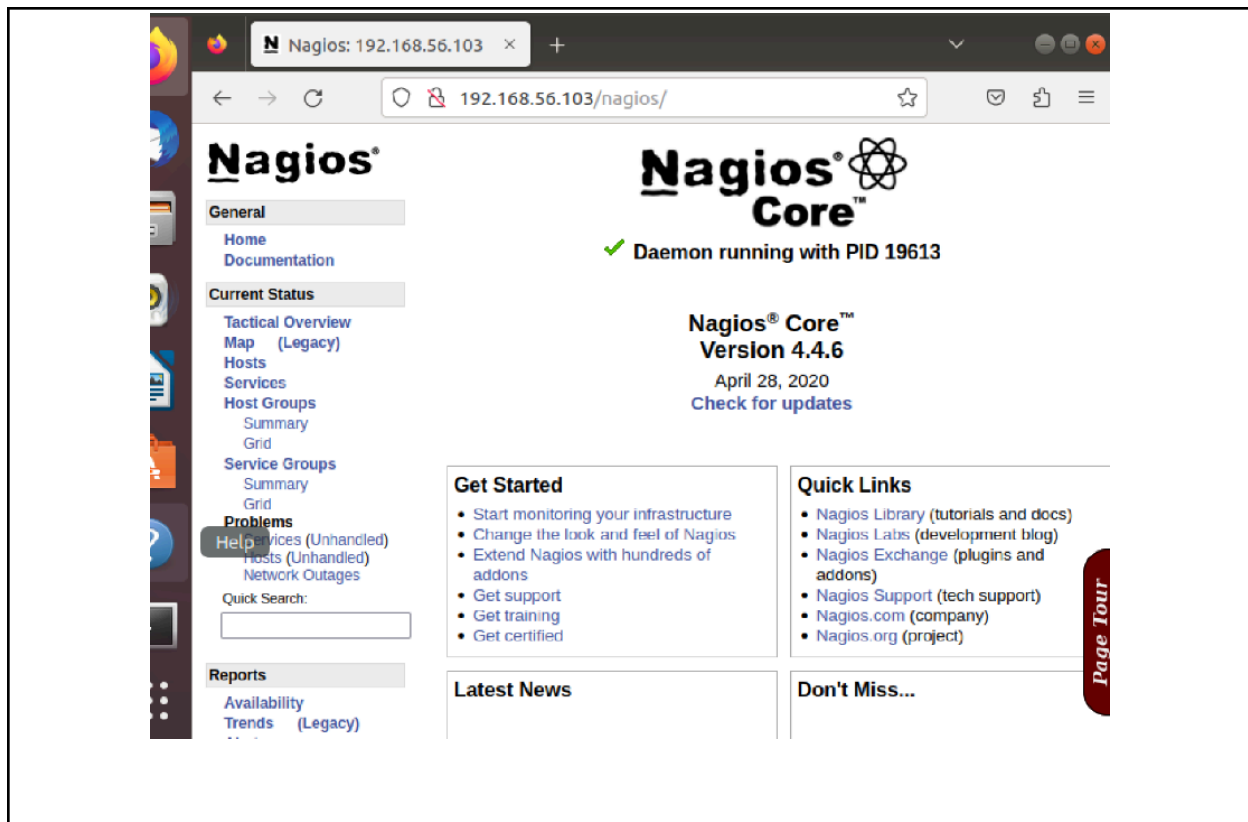 Nagios: 192.168.56.103
192.168.56.103/nagios/
Nagios®
General
Home
Documentation
Current Status
Tactical Overview
Map (Legacy)
Hosts
Services
Host Groups
Summary
Grid
Service Groups
Summary
Grid
Problems
Services (Unhandled)
Help
Hosts (Unhandled)
Network Outages
Quick Search:
Reports
Availability
Trends (Legacy)
Nagios®
Core™
Daemon running with PID 19613
Nagios® Core™
Version 4.4.6
April 28, 2020
Check for updates
Get Started
• Start monitoring your infrastructure
• Change the look and feel of Nagios
• Extend Nagios with hundreds of
addons
• Get support
• Get training
• Get certified
Quick Links
• Nagios Library (tutorials and docs)
• Nagios Labs (development blog)
• Nagios Exchange (plugins and
addons)
• Nagios Support (tech support)
• Nagios.com (company)
• Nagios.org (project)
Latest News
Don't Miss...
Page Tour